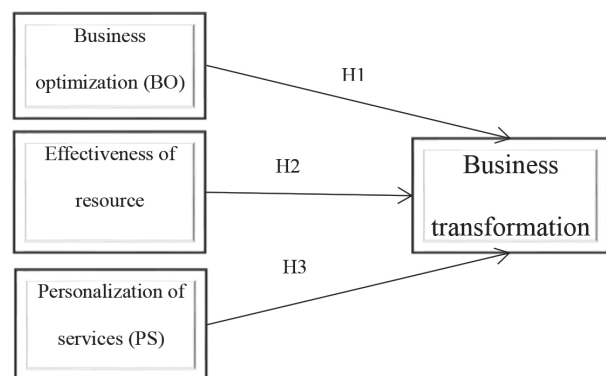 Business
optimization (BO)
H1
Effectiveness of
resource
H2
Business
transformation
H3
Personalization of
services (PS)